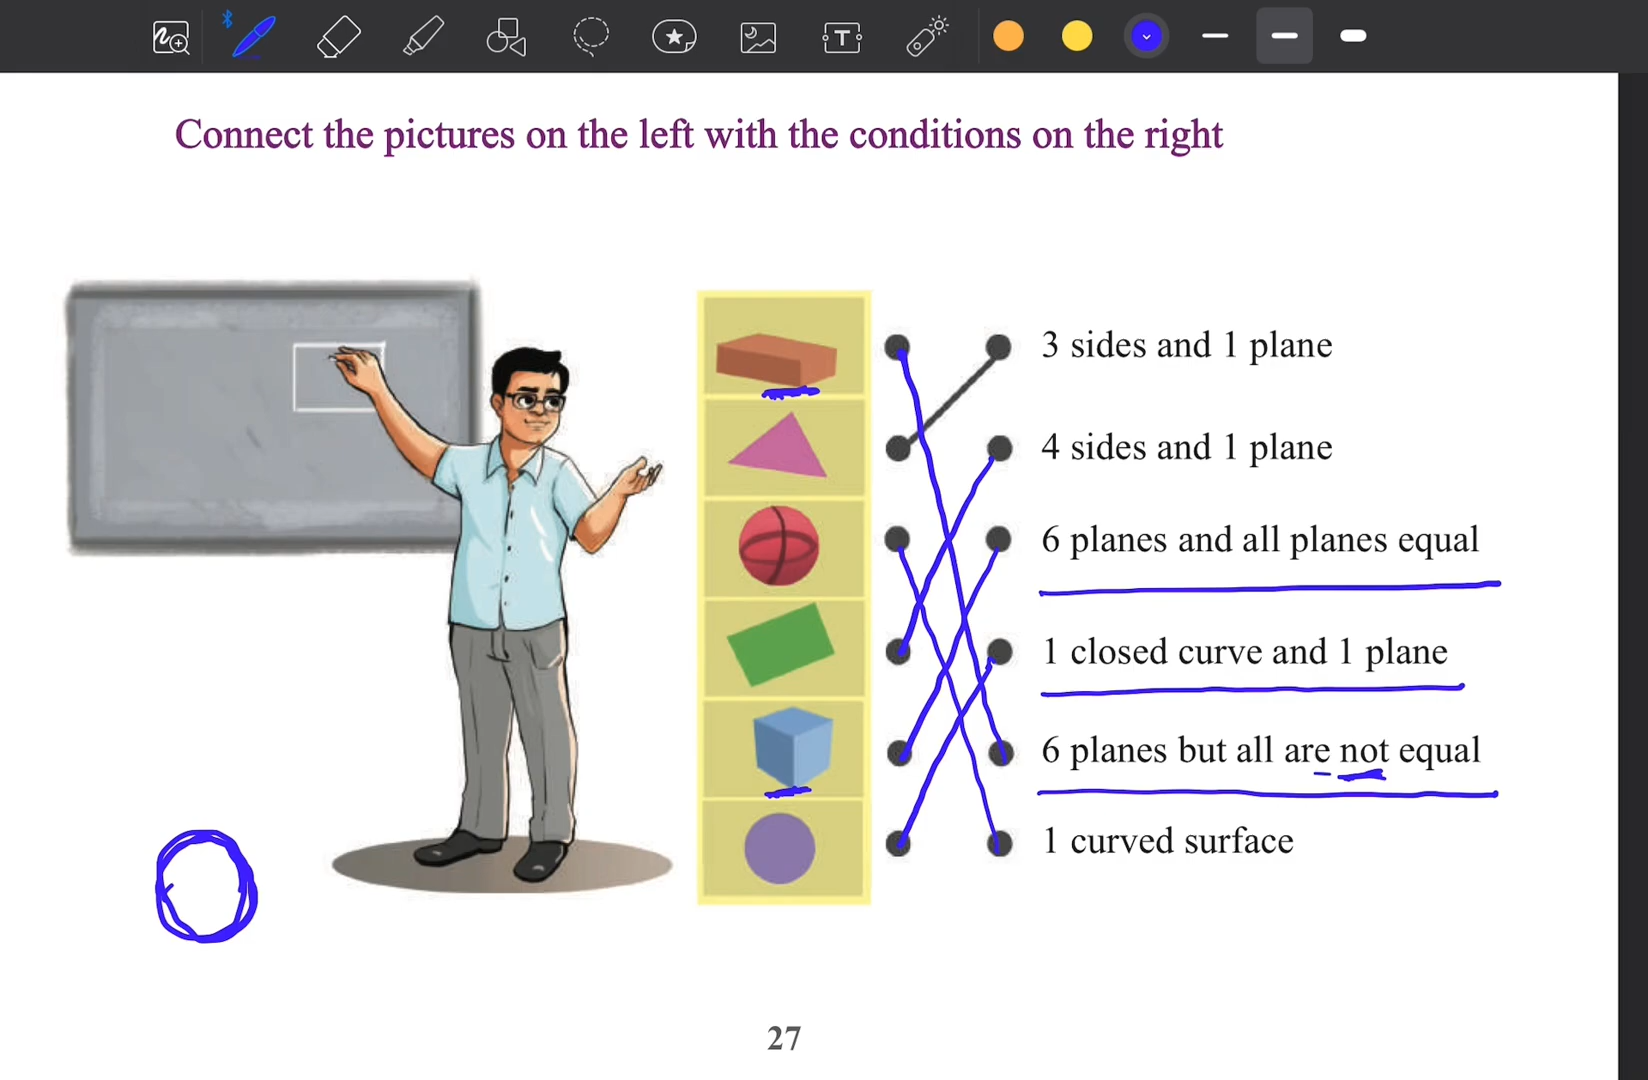 Connect the pictures on the left with the conditions on the right
3 sides and 1 plane
4 sides and 1 plane
6 planes and all planes equal
1 closed curve and 1 plane
6 planes but all are not equal
1 curved surface
27